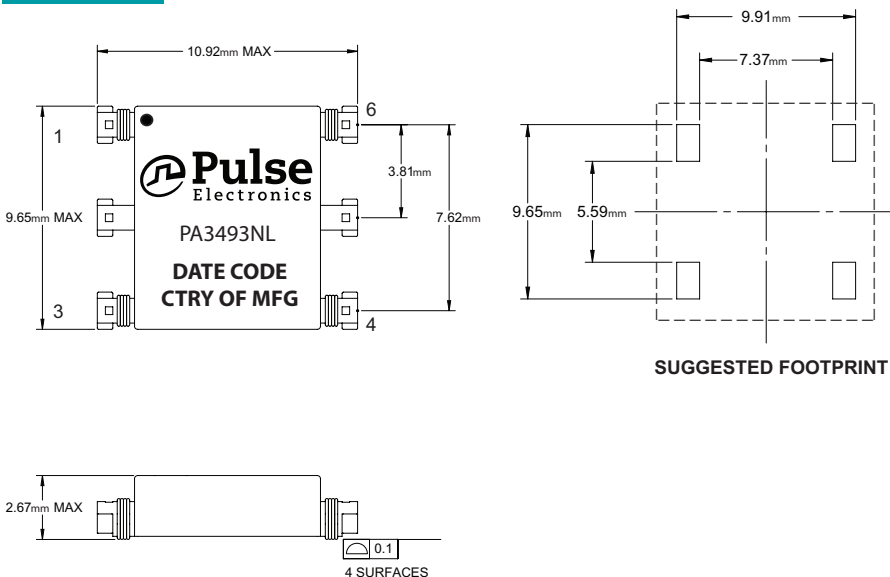 10.92mm MAX
1
6
Pulse
Electronics
3.81mm
9.65mm MAX
7.62mm
PA3493NL
DATE CODE
CTRY OF MFG
3
4
9.91mm
7.37mm
9.65mm
5.59mm
SUGGESTED FOOTPRINT
2.67mm MAX
0.1
4 SURFACES